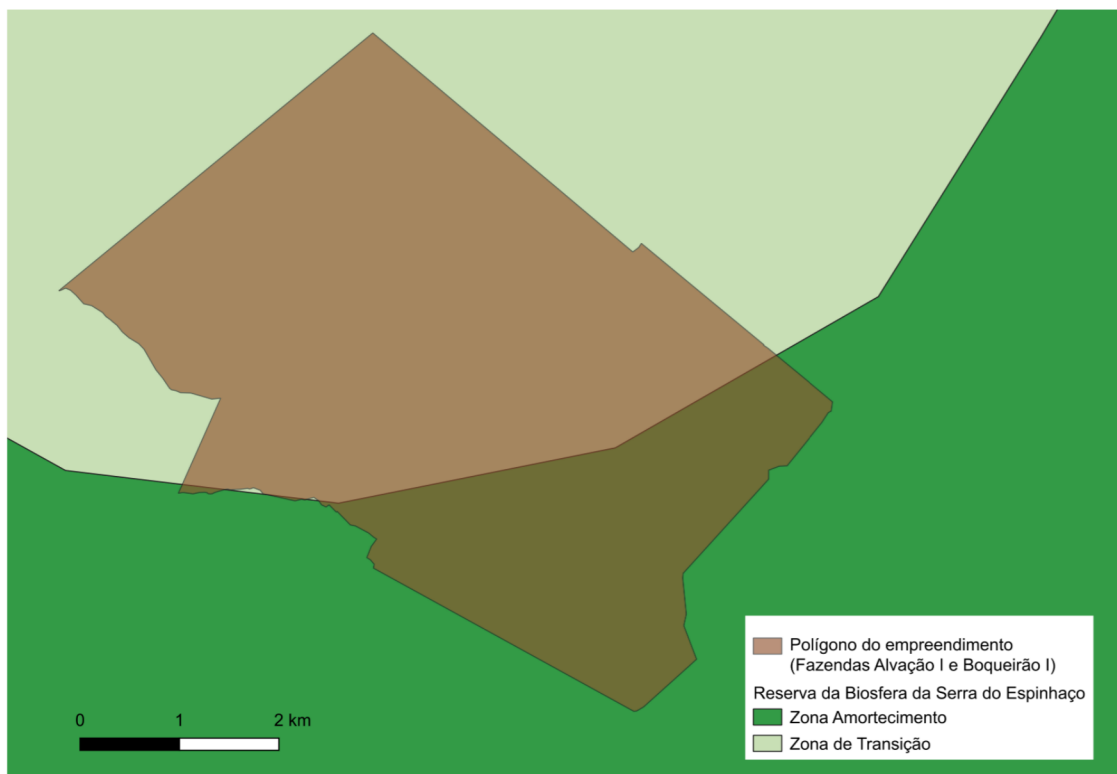 Polígono do empreendimento
(Fazendas Alvação I e Boqueirão I)
Reserva da Biosfera da Serra do Espinhaço
Zona Amortecimento
Zona de Transição
0 1 2 km